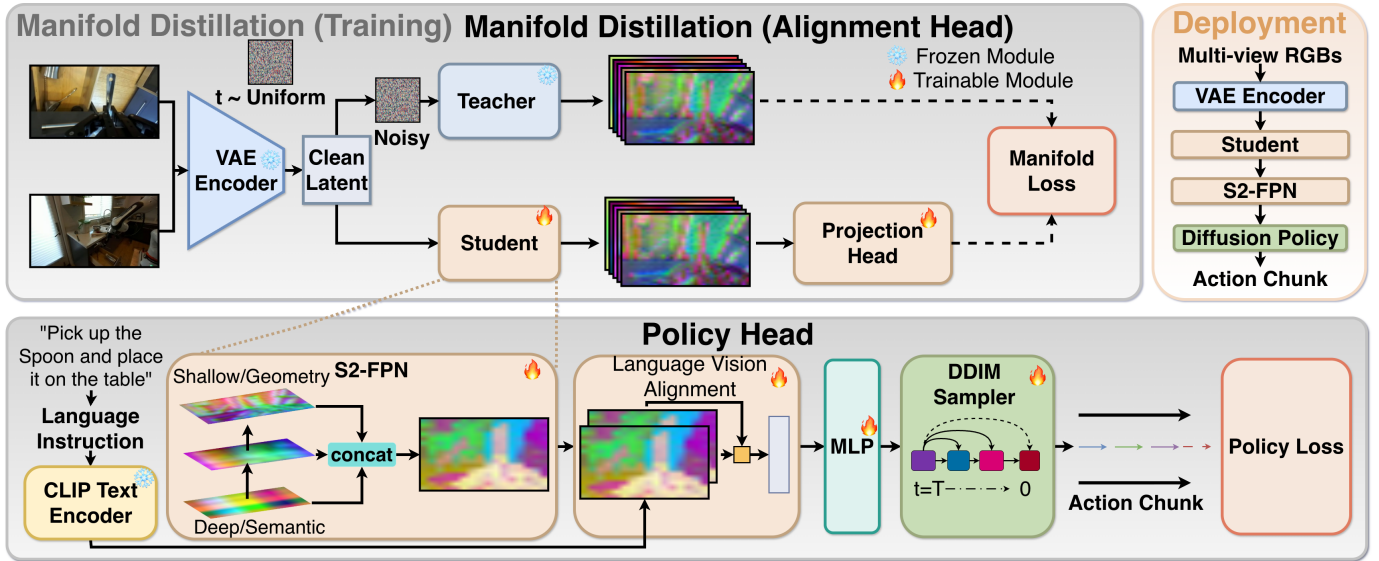 Manifold Distillation (Training)
Manifold Distillation (Alignment Head)
t ~ Uniform
VAE
Encoder
Clean
Latent
Noisy
Teacher
Student
Frozen Module
Trainable Module
Projection
Head
Manifold
Loss
Deployment
Multi-view RGBs
VAE Encoder
Student
S2-FPN
Diffusion Policy
Action Chunk
Policy Head
"Pick up the
Spoon and place
it on the table"
Language
Instruction
CLIP Text
Encoder
Shallow/Geometry
S2-FPN
concat
Deep/Semantic
Language Vision
Alignment
MLP
DDIM
Sampler
t=T
0
Action Chunk
Policy Loss